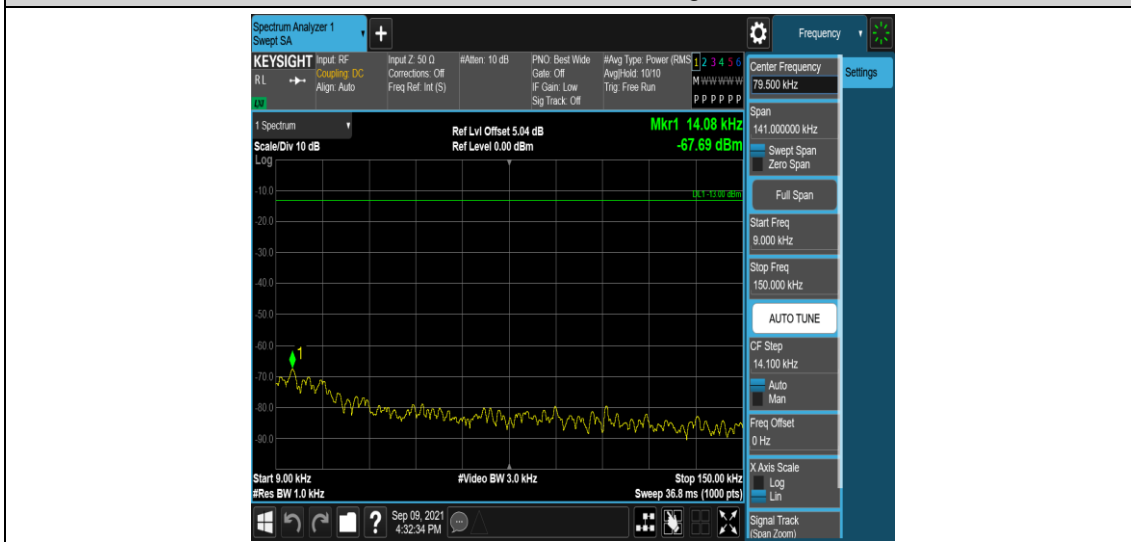 Spectrum Analyzer 1
Swept SA
+
Frequency
KEYSIGHT
RL
LXI
Input: RF
Coupling: DC
Align: Auto
Input Z: 50 Ω
Corrections: Off
Freq Ref: Int (S)
#Atten: 10 dB
PNO: Best Wide
Gate: Off
IF Gain: Low
Sig Track: Off
#Avg Type: Power (RMS
Avg|Hold: 10/10
Trig: Free Run
1 2 3 4 5 6
M W W W W W
P P P P P P
Center Frequency
79.500 kHz
Settings
Span
141.000000 kHz
Swept Span
Zero Span
Full Span
Start Freq
9.000 kHz
Stop Freq
150.000 kHz
AUTO TUNE
CF Step
14.100 kHz
Auto
Man
Freq Offset
0 Hz
X Axis Scale
Log
Lin
Signal Track
(Span Zoom)
1 Spectrum
Scale/Div 10 dB
Ref Lvl Offset 5.04 dB
Ref Level 0.00 dBm
Mkr1 14.08 kHz
-67.69 dBm
Log
DL1 -13.00 dBm
-10.0
-20.0
-30.0
-40.0
-50.0
-60.0
1
-70.0
-80.0
-90.0
Start 9.00 kHz
#Res BW 1.0 kHz
#Video BW 3.0 kHz
Stop 150.00 kHz
Sweep 36.8 ms (1000 pts)
?
Sep 09, 2021
4:32:34 PM